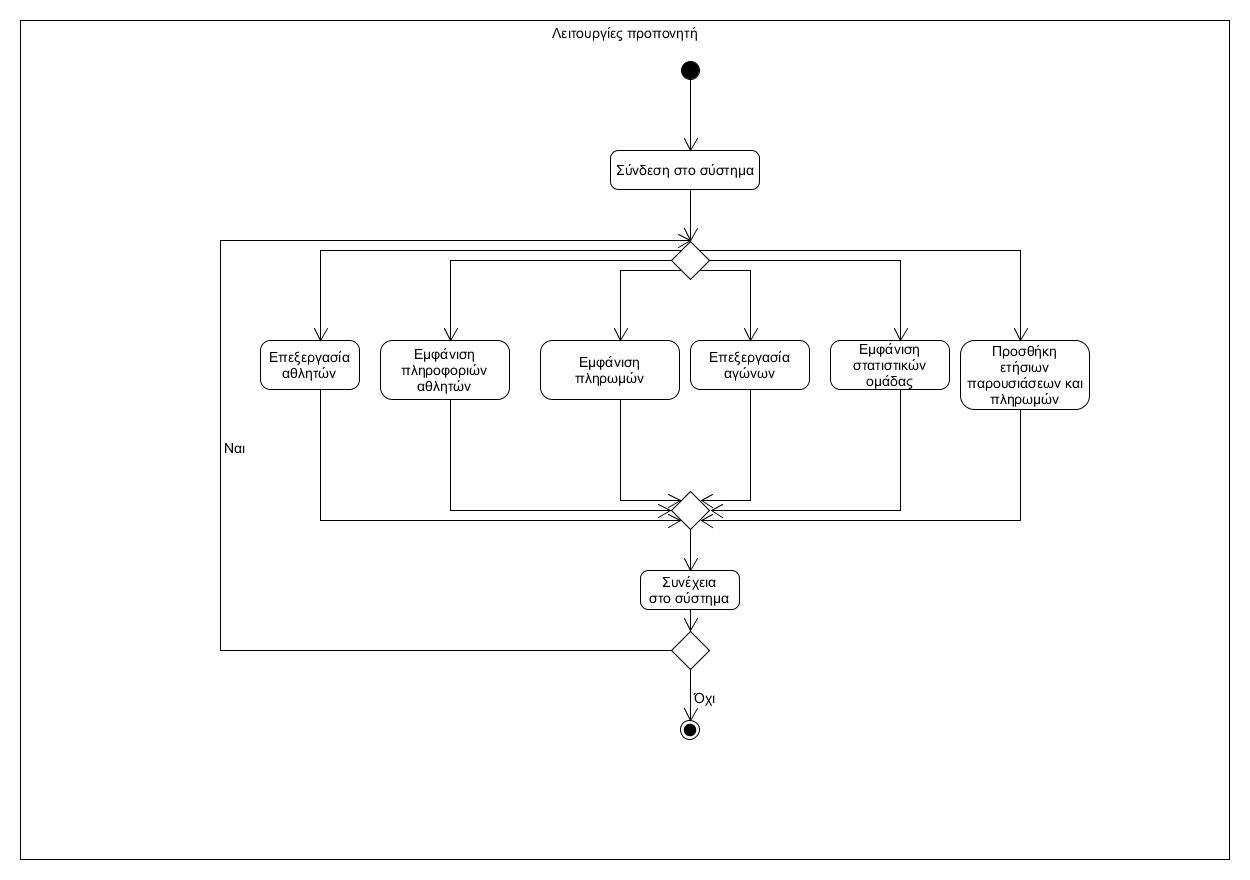 Λειτουργίες προπονητή
Σύνδεση στο σύστημα
Επεξεργασία
αθλητών
Εμφάνιση
πληροφοριών
αθλητών
Εμφάνιση
πληρωμών
Επεξεργασία
αγώνων
Εμφάνιση
στατιστικών
ομάδας
Προσθήκη
ετήσιων
παρουσιάσεων και
πληρωμών
Ναι
Συνέχεια
στο σύστημα
Όχι